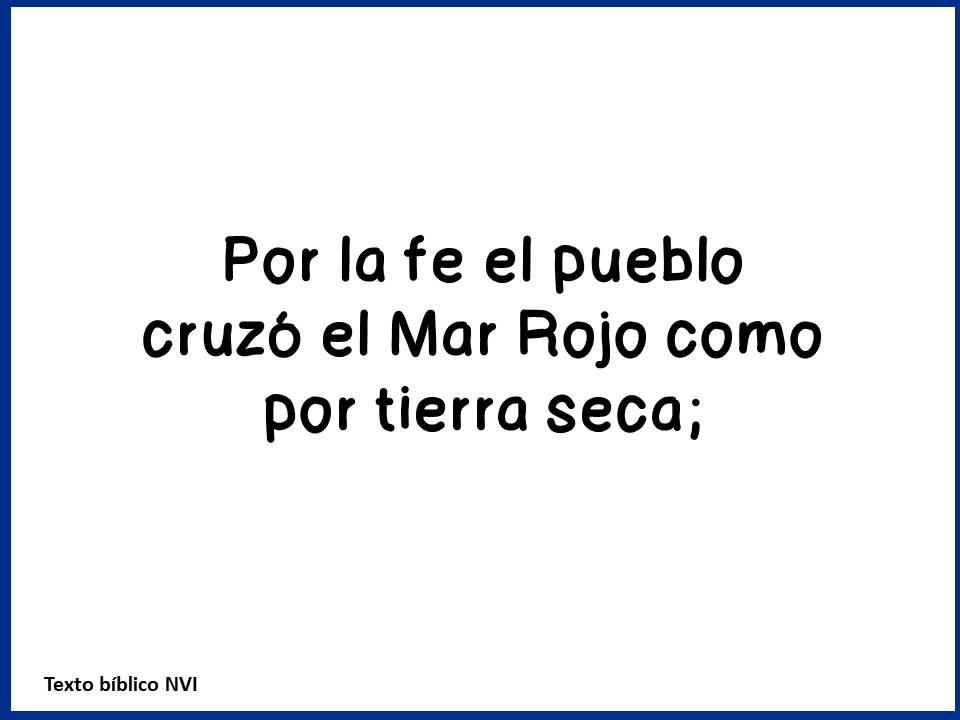 Por la fe el pueblo
cruzó el Mar Rojo como
por tierra seca;
Texto bíblico NVI